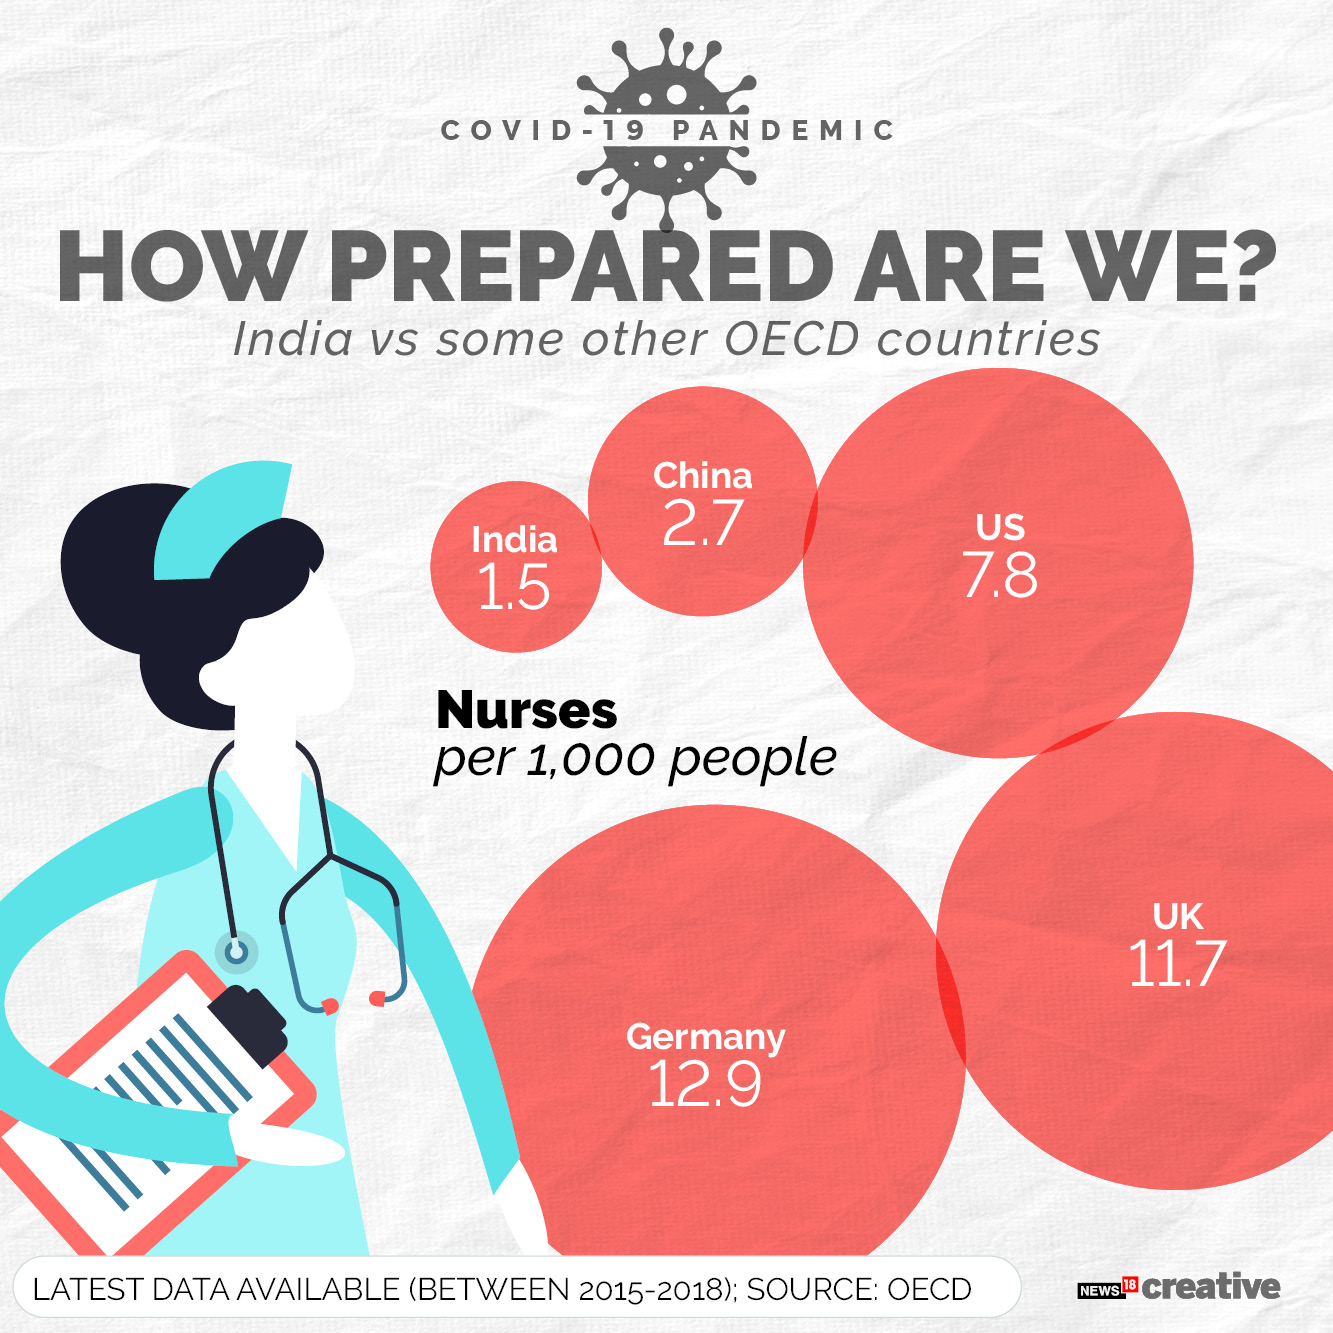 COVID-19 PANDEMIC
HOW PREPARED ARE WE?
India vs some other OECD countries
India
1.5
China
2.7
US
7.8
Nurses
per 1,000 people
UK
11.7
Germany
12.9
LATEST DATA AVAILABLE (BETWEEN 2015-2018); SOURCE: OECD
NEWS 18 creative